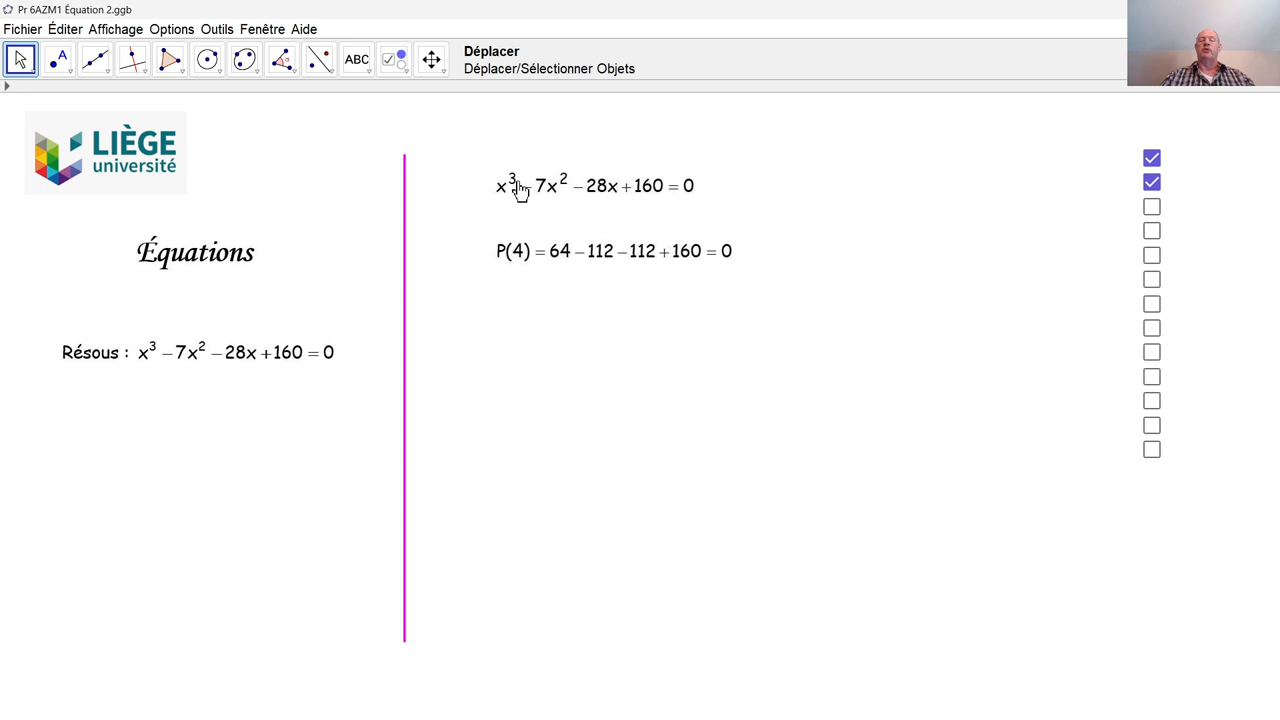 Pr 6AZM1 Équation 2.ggb
Fichier Éditer Affichage Options Outils Fenêtre Aide
A
ABC
Déplacer
Déplacer/Sélectionner Objets
LIÈGE
université
Équations
Résous : x³ − 7x² − 28x + 160 = 0
x³ − 7x² − 28x + 160 = 0
P(4) = 64 − 112 − 112 + 160 = 0